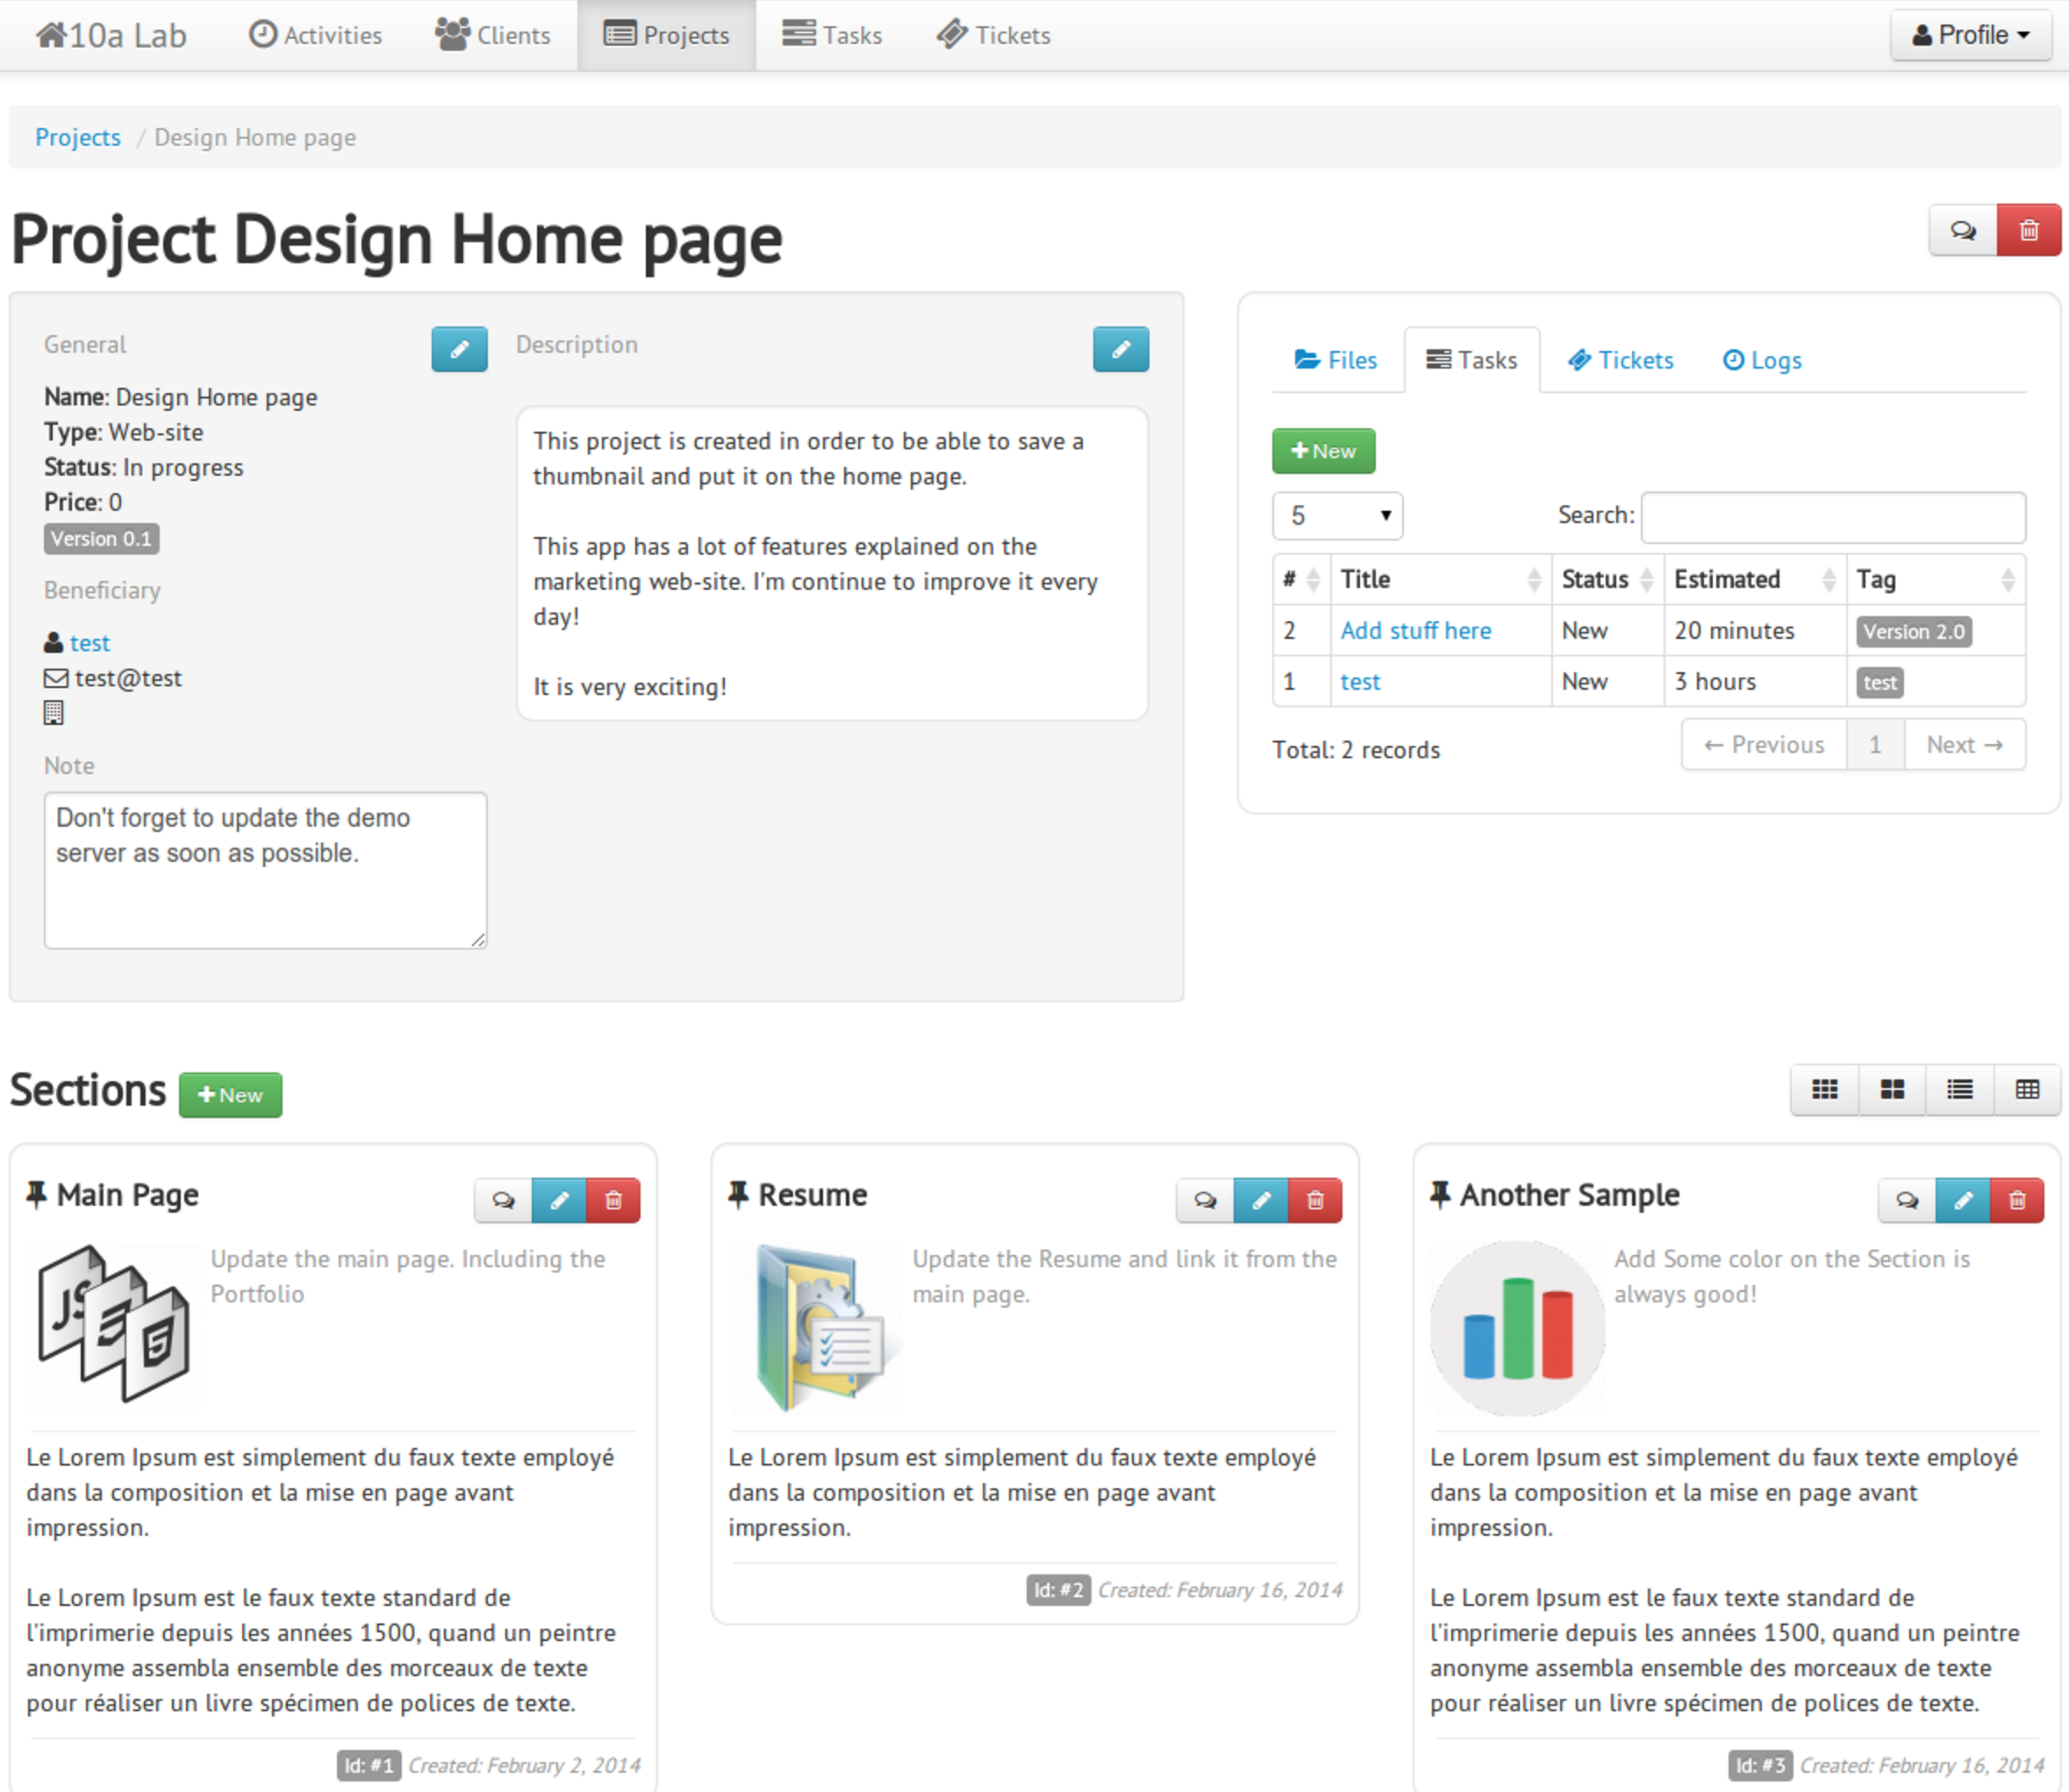 10a Lab Activities Clients Projects Tasks Tickets Profile
Projects / Design Home page
Project Design Home page
General
Name: Design Home page
Type: Web-site
Status: In progress
Price: 0
Version 0.1
Beneficiary
test
test@test
Note
Don't forget to update the demo
server as soon as possible.
Description
This project is created in order to be able to save a
thumbnail and put it on the home page.
This app has a lot of features explained on the
marketing web-site. I'm continue to improve it every
day!
It is very exciting!
Files Tasks Tickets Logs
+ New
5 Search:
# Title Status Estimated Tag
2 Add stuff here New 20 minutes Version 2.0
1 test New 3 hours test
Total: 2 records
← Previous 1 Next →
Sections + New
Main Page
JS
Update the main page. Including the
Portfolio
Le Lorem Ipsum est simplement du faux texte employé
dans la composition et la mise en page avant
impression.
Le Lorem Ipsum est le faux texte standard de
l'imprimerie depuis les années 1500, quand un peintre
anonyme assembla ensemble des morceaux de texte
pour réaliser un livre spécimen de polices de texte.
Id: #1 Created: February 2, 2014
Resume
Update the Resume and link it from the
main page.
Le Lorem Ipsum est simplement du faux texte employé
dans la composition et la mise en page avant
impression.
Id: #2 Created: February 16, 2014
Another Sample
Add Some color on the Section is
always good!
Le Lorem Ipsum est simplement du faux texte employé
dans la composition et la mise en page avant
impression.
Le Lorem Ipsum est le faux texte standard de
l'imprimerie depuis les années 1500, quand un peintre
anonyme assembla ensemble des morceaux de texte
pour réaliser un livre spécimen de polices de texte.
Id: #3 Created: February 16, 2014